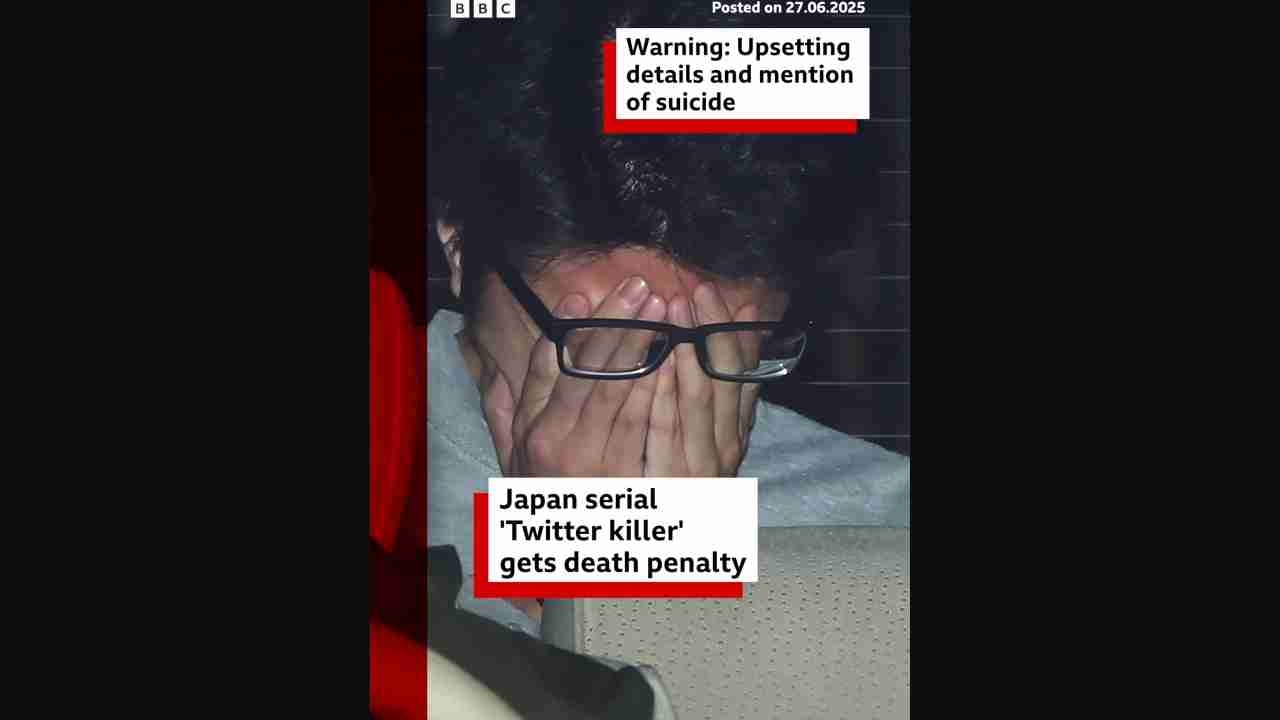 BBC
Posted on 27.06.2025
Warning: Upsetting
details and mention
of suicide
Japan serial
'Twitter killer'
gets death penalty